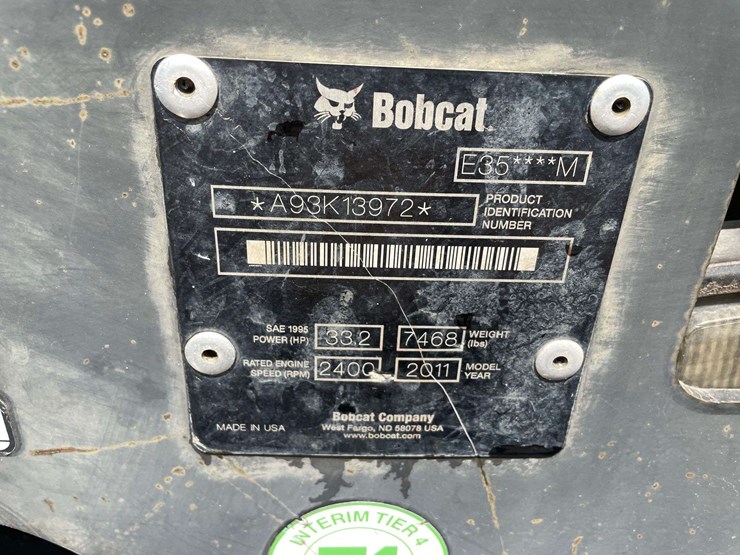 Bobcat
E35****M
*A93K13972*
PRODUCT
IDENTIFICATION
NUMBER
SAE 1995
POWER (HP)
33.2
7468
WEIGHT
(lbs)
RATED ENGINE
SPEED (RPM)
2400
2011
MODEL
YEAR
MADE IN USA
Bobcat Company
West Fargo, ND 58078 USA
www.bobcat.com
INTERIM TIER 4